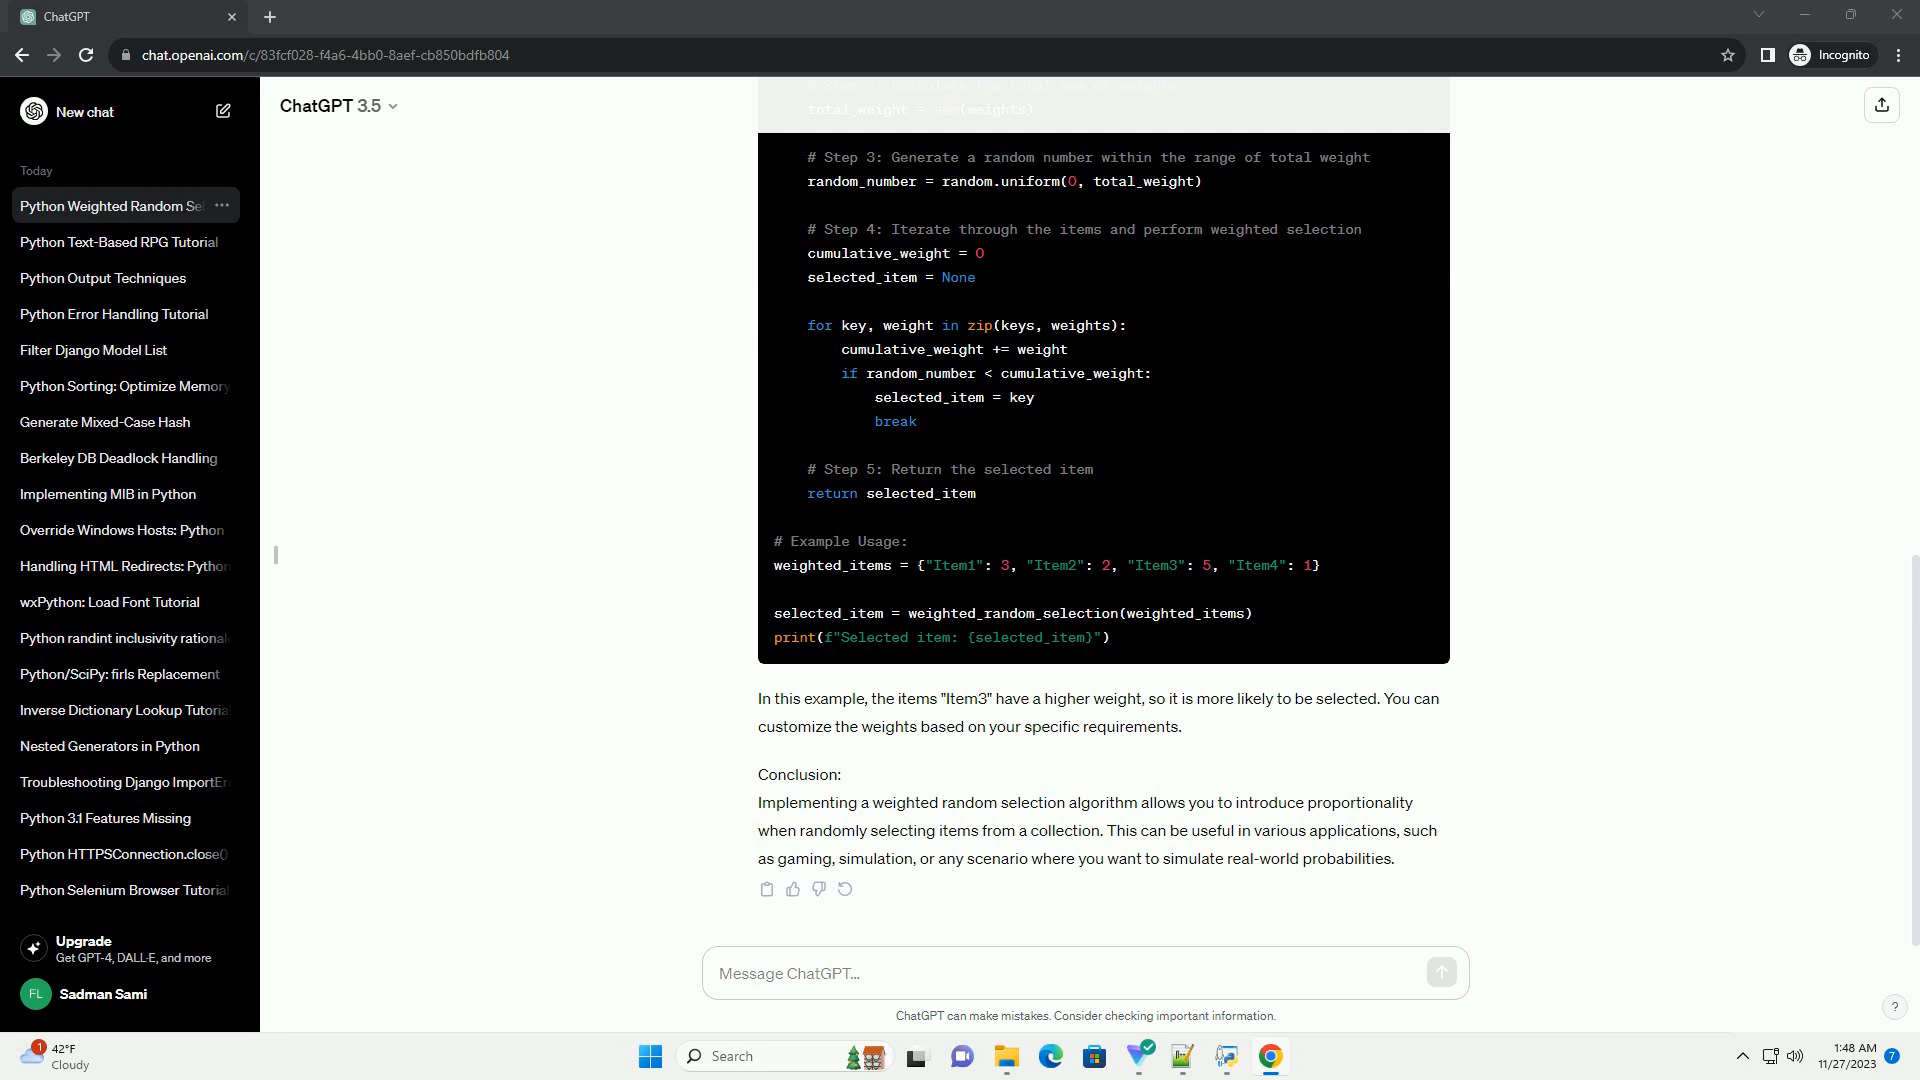 ChatGPT
chat.openai.com/c/83fcf028-f4a6-4bb0-8aef-cb850bdfb804
Incognito
New chat
Today
Python Weighted Random Se
Python Text-Based RPG Tutorial
Python Output Techniques
Python Error Handling Tutorial
Filter Django Model List
Python Sorting: Optimize Memory
Generate Mixed-Case Hash
Berkeley DB Deadlock Handling
Implementing MIB in Python
Override Windows Hosts: Python
Handling HTML Redirects: Python
wxPython: Load Font Tutorial
Python randint inclusivity rationale
Python/SciPy: firls Replacement
Inverse Dictionary Lookup Tutoria
Nested Generators in Python
Troubleshooting Django ImportErr
Python 3.1 Features Missing
Python HTTPSConnection.close()
Python Selenium Browser Tutorial
Upgrade
Get GPT-4, DALL·E, and more
FL
Sadman Sami
ChatGPT 3.5
total_weight = sum(weights)
# Step 3: Generate a random number within the range of total weight
random_number = random.uniform(0, total_weight)
# Step 4: Iterate through the items and perform weighted selection
cumulative_weight = 0
selected_item = None
for key, weight in zip(keys, weights):
cumulative_weight += weight
if random_number < cumulative_weight:
selected_item = key
break
# Step 5: Return the selected item
return selected_item
# Example Usage:
weighted_items = {"Item1": 3, "Item2": 2, "Item3": 5, "Item4": 1}
selected_item = weighted_random_selection(weighted_items)
print(f"Selected item: {selected_item}")
In this example, the items "Item3" have a higher weight, so it is more likely to be selected. You can
customize the weights based on your specific requirements.
Conclusion:
Implementing a weighted random selection algorithm allows you to introduce proportionality
when randomly selecting items from a collection. This can be useful in various applications, such
as gaming, simulation, or any scenario where you want to simulate real-world probabilities.
Message ChatGPT...
ChatGPT can make mistakes. Consider checking important information.
?
1
42°F
Cloudy
Search
1:48 AM
11/27/2023
7